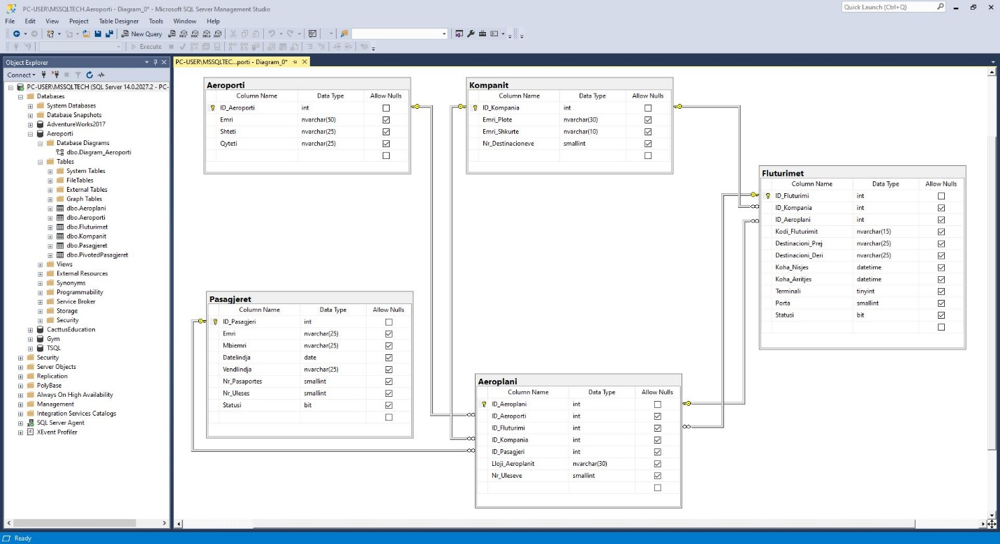 PC-USER\MSSQLTECH.Aeroporti - Diagram_0* - Microsoft SQL Server Management Studio
Quick Launch (Ctrl+Q)
File Edit View Project Table Designer Tools Window Help
New Query
Execute
Object Explorer
PC-USER\MSSQLTEC...porti - Diagram_0*
Connect
PC-USER\MSSQLTECH (SQL Server 14.0.2027.2 - PC-
Databases
System Databases
Database Snapshots
AdventureWorks2017
Aeroporti
Database Diagrams
dbo.Diagram_Aeroporti
Tables
System Tables
FileTables
External Tables
Graph Tables
dbo.Aeroplani
dbo.Aeroporti
dbo.Fluturimet
dbo.Kompanit
dbo.Pasagjeret
dbo.PivotedPasagjeret
Views
External Resources
Synonyms
Programmability
Service Broker
Storage
Security
CacttusEducation
Gym
TSQL
Security
Server Objects
Replication
PolyBase
Always On High Availability
Management
Integration Services Catalogs
SQL Server Agent
XEvent Profiler
Aeroporti
Column Name Data Type Allow Nulls
ID_Aeroporti int
Emri nvarchar(50)
Shteti nvarchar(25)
Qyteti nvarchar(25)
Kompanit
Column Name Data Type Allow Nulls
ID_Kompania int
Emri_Plote nvarchar(30)
Emri_Shkurte nvarchar(10)
Nr_Destinacioneve smallint
Fluturimet
Column Name Data Type Allow Nulls
ID_Fluturimi int
ID_Kompania int
ID_Aeroplani int
Kodi_Fluturimit nvarchar(15)
Destinacioni_Prej nvarchar(25)
Destinacioni_Deri nvarchar(25)
Koha_Nisjes datetime
Koha_Arritjes datetime
Terminali tinyint
Porta smallint
Statusi bit
Pasagjeret
Column Name Data Type Allow Nulls
ID_Pasagjeri int
Emri nvarchar(25)
Mbiemri nvarchar(25)
Datelindja date
Vendlindja nvarchar(25)
Nr_Pasaportes smallint
Nr_Uleses smallint
Statusi bit
Aeroplani
Column Name Data Type Allow Nulls
ID_Aeroplani int
ID_Aeroporti int
ID_Fluturimi int
ID_Kompania int
ID_Pasagjeri int
Lloji_Aeroplanit nvarchar(30)
Nr_Uleseve smallint
Ready